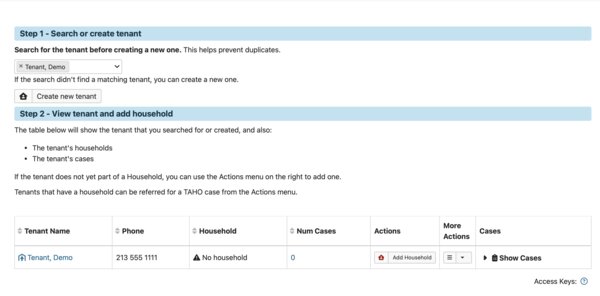 Step 1 - Search or create tenant
Search for the tenant before creating a new one. This helps prevent duplicates.
× Tenant, Demo
If the search didn't find a matching tenant, you can create a new one.
Create new tenant
Step 2 - View tenant and add household
The table below will show the tenant that you searched for or created, and also:
• The tenant's households
• The tenant's cases
If the tenant does not yet part of a Household, you can use the Actions menu on the right to add one.
Tenants that have a household can be referred for a TAHO case from the Actions menu.
Tenant Name Phone Household Num Cases Actions More Actions Cases
Tenant, Demo 213 555 1111 No household 0 Add Household Show Cases
Access Keys: ?